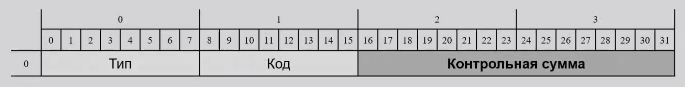 0 1 2 3
0 1 2 3 4 5 6 7 8 9 10 11 12 13 14 15 16 17 18 19 20 21 22 23 24 25 26 27 28 29 30 31
0 Тип Код Контрольная сумма